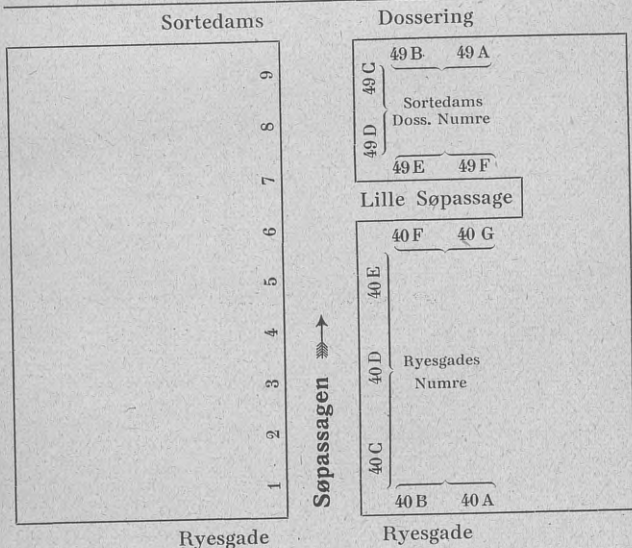 Sortedams Dossering
49 B 49 A
49 C
Sortedams
Doss. Numre
49 D
49 E 49 F
Lille Søpassage
40 F 40 G
40 E
40 D
Ryesgades
Numre
40 C
40 B 40 A
9
8
7
6
5
4
3
2
1
Søpassagen
Ryesgade Ryesgade